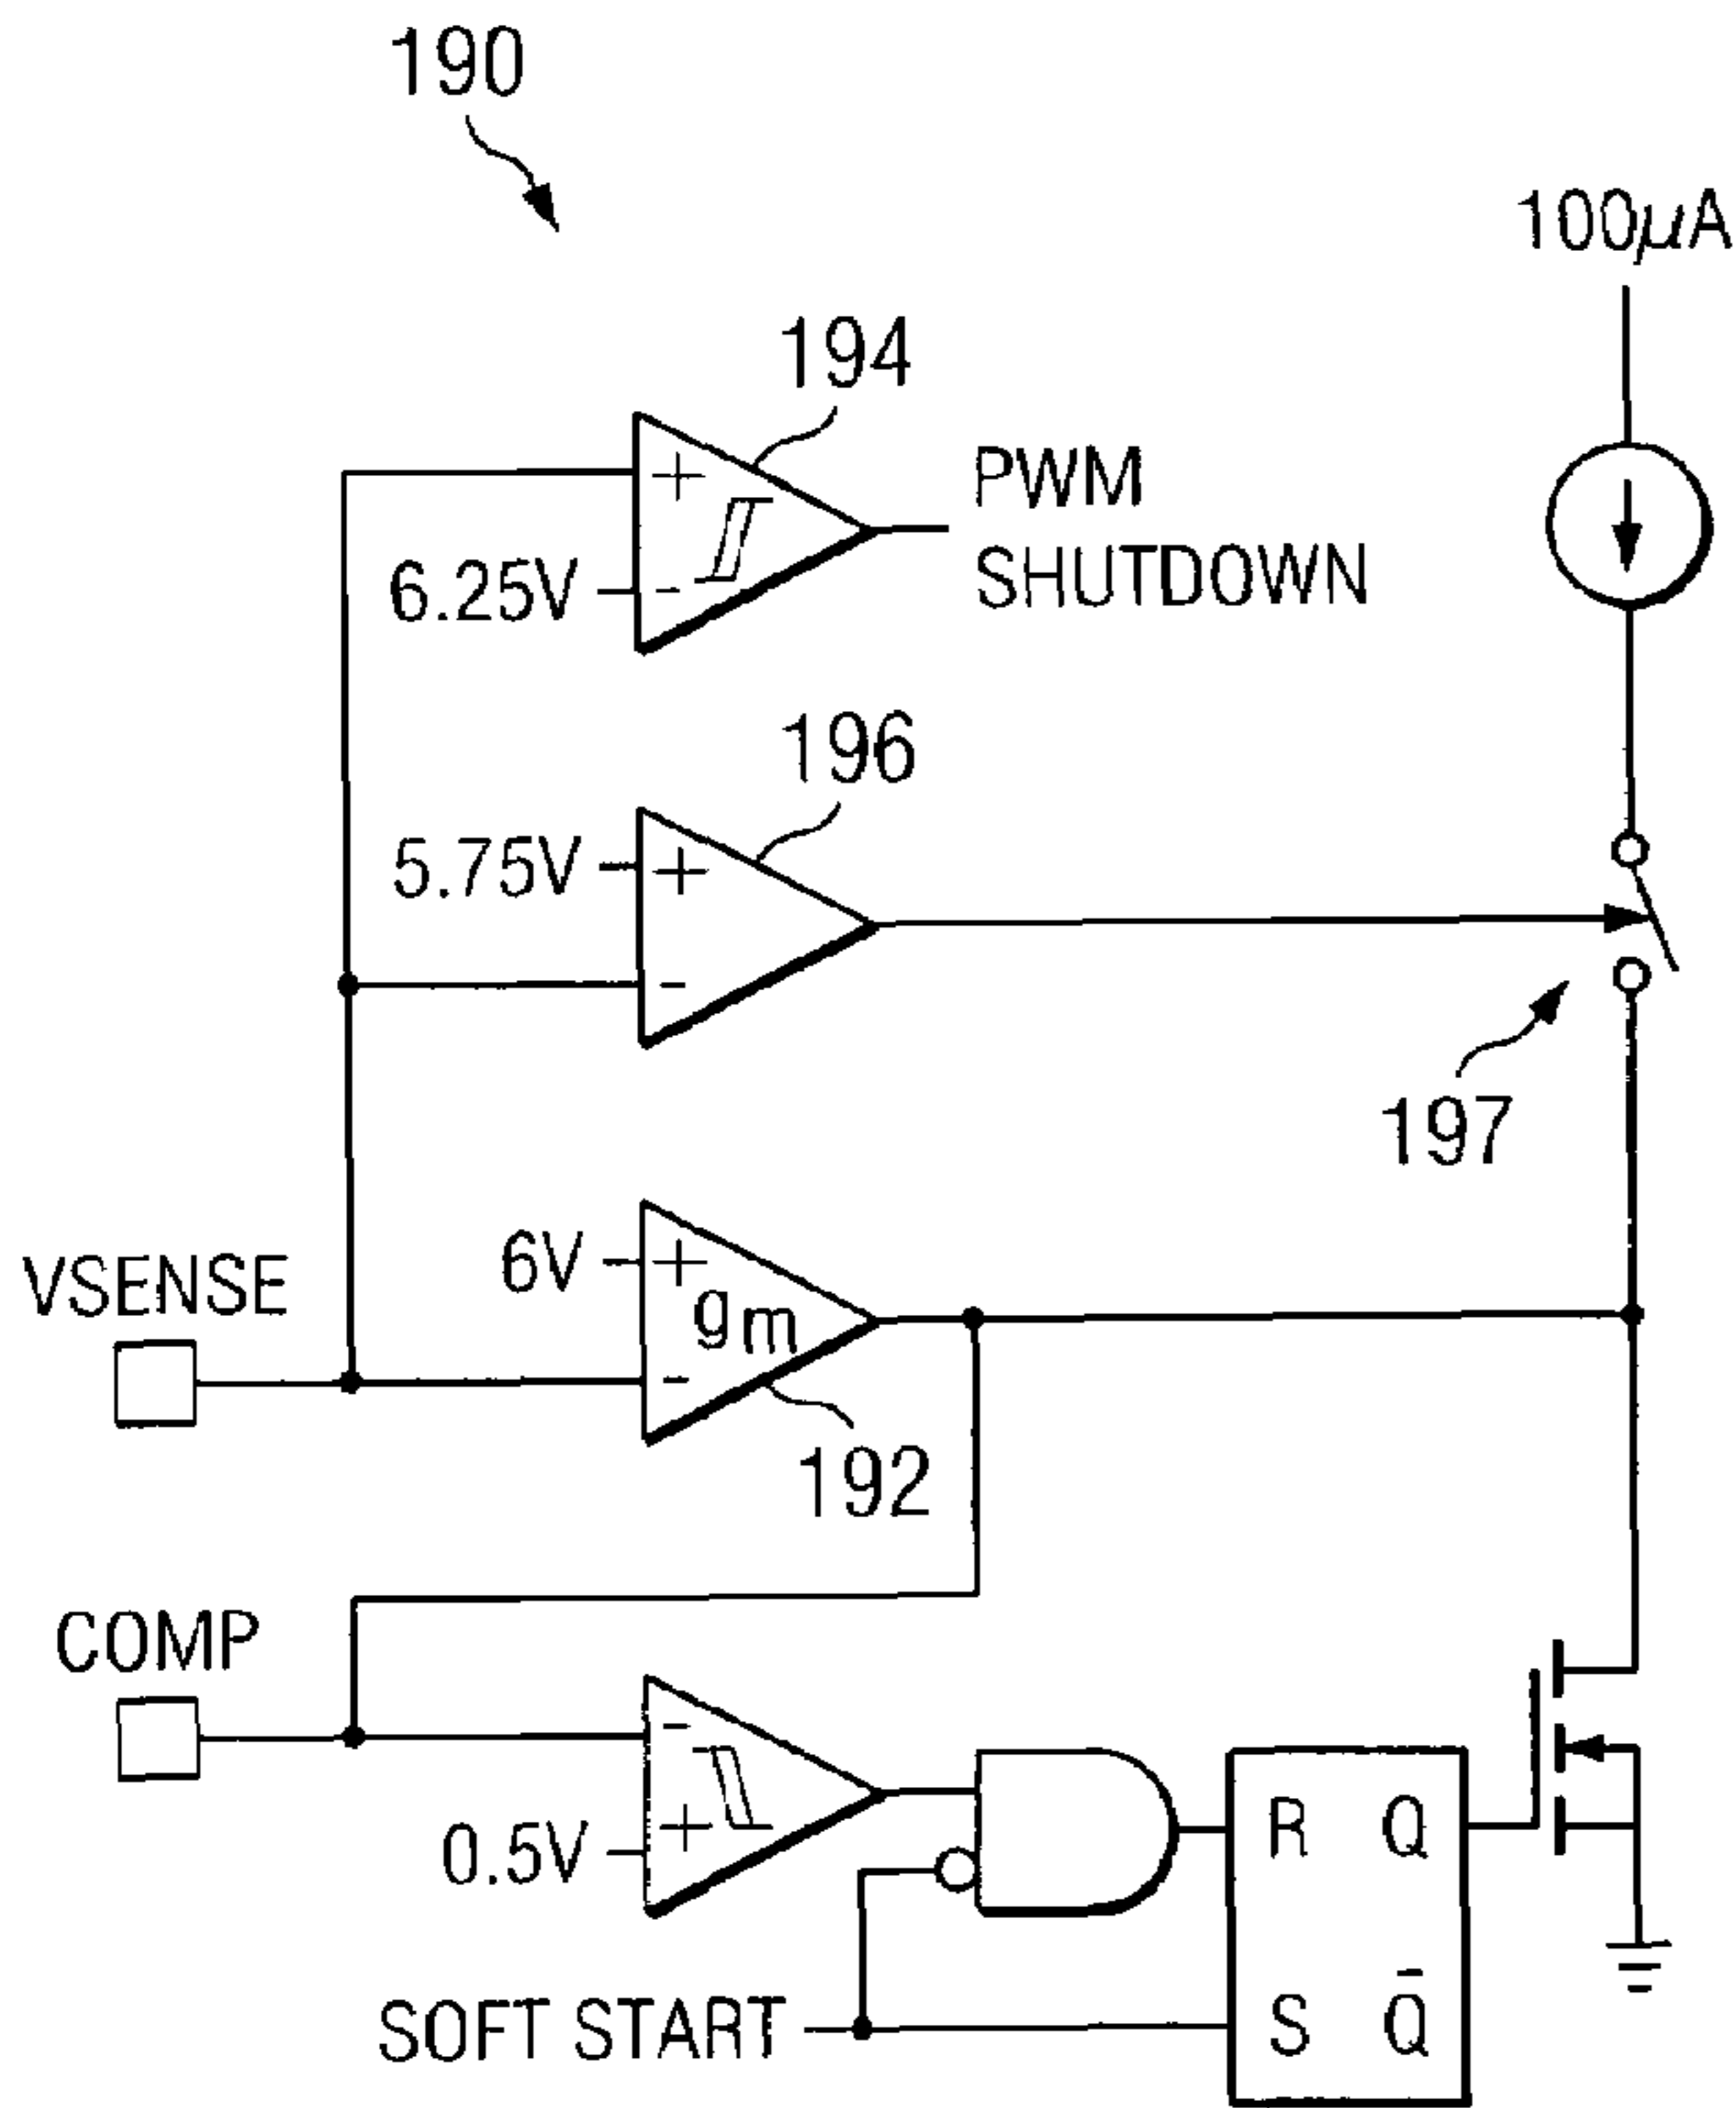 190
100µA
194
+
PWM
SHUTDOWN
6.25V
-
196
5.75V
+
-
197
6V
+
gm
VSENSE
-
192
COMP
-
0.5V
+
R Q
SOFT START
S Q̄